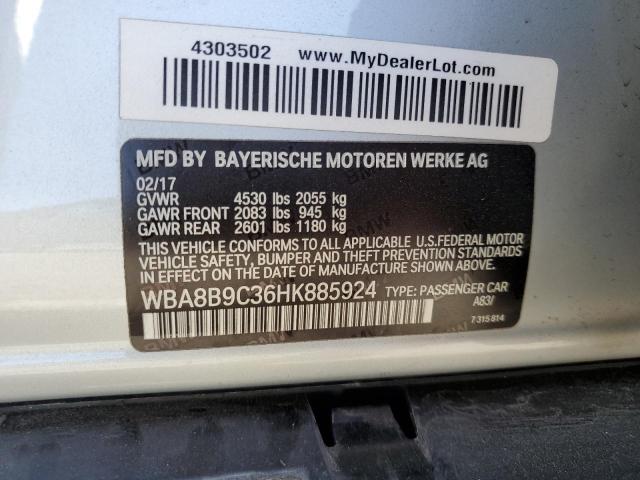 4303502 www.MyDealerLot.com
MFD BY BAYERISCHE MOTOREN WERKE AG
02/17
GVWR 4530 lbs 2055 kg
GAWR FRONT 2083 lbs 945 kg
GAWR REAR 2601 lbs 1180 kg
THIS VEHICLE CONFORMS TO ALL APPLICABLE U.S.FEDERAL MOTOR
VEHICLE SAFETY, BUMPER AND THEFT PREVENTION STANDARDS
IN EFFECT ON THE DATE OF MANUFACTURE SHOWN ABOVE.
WBA8B9C36HK885924 TYPE: PASSENGER CAR
A83/
7 315 814